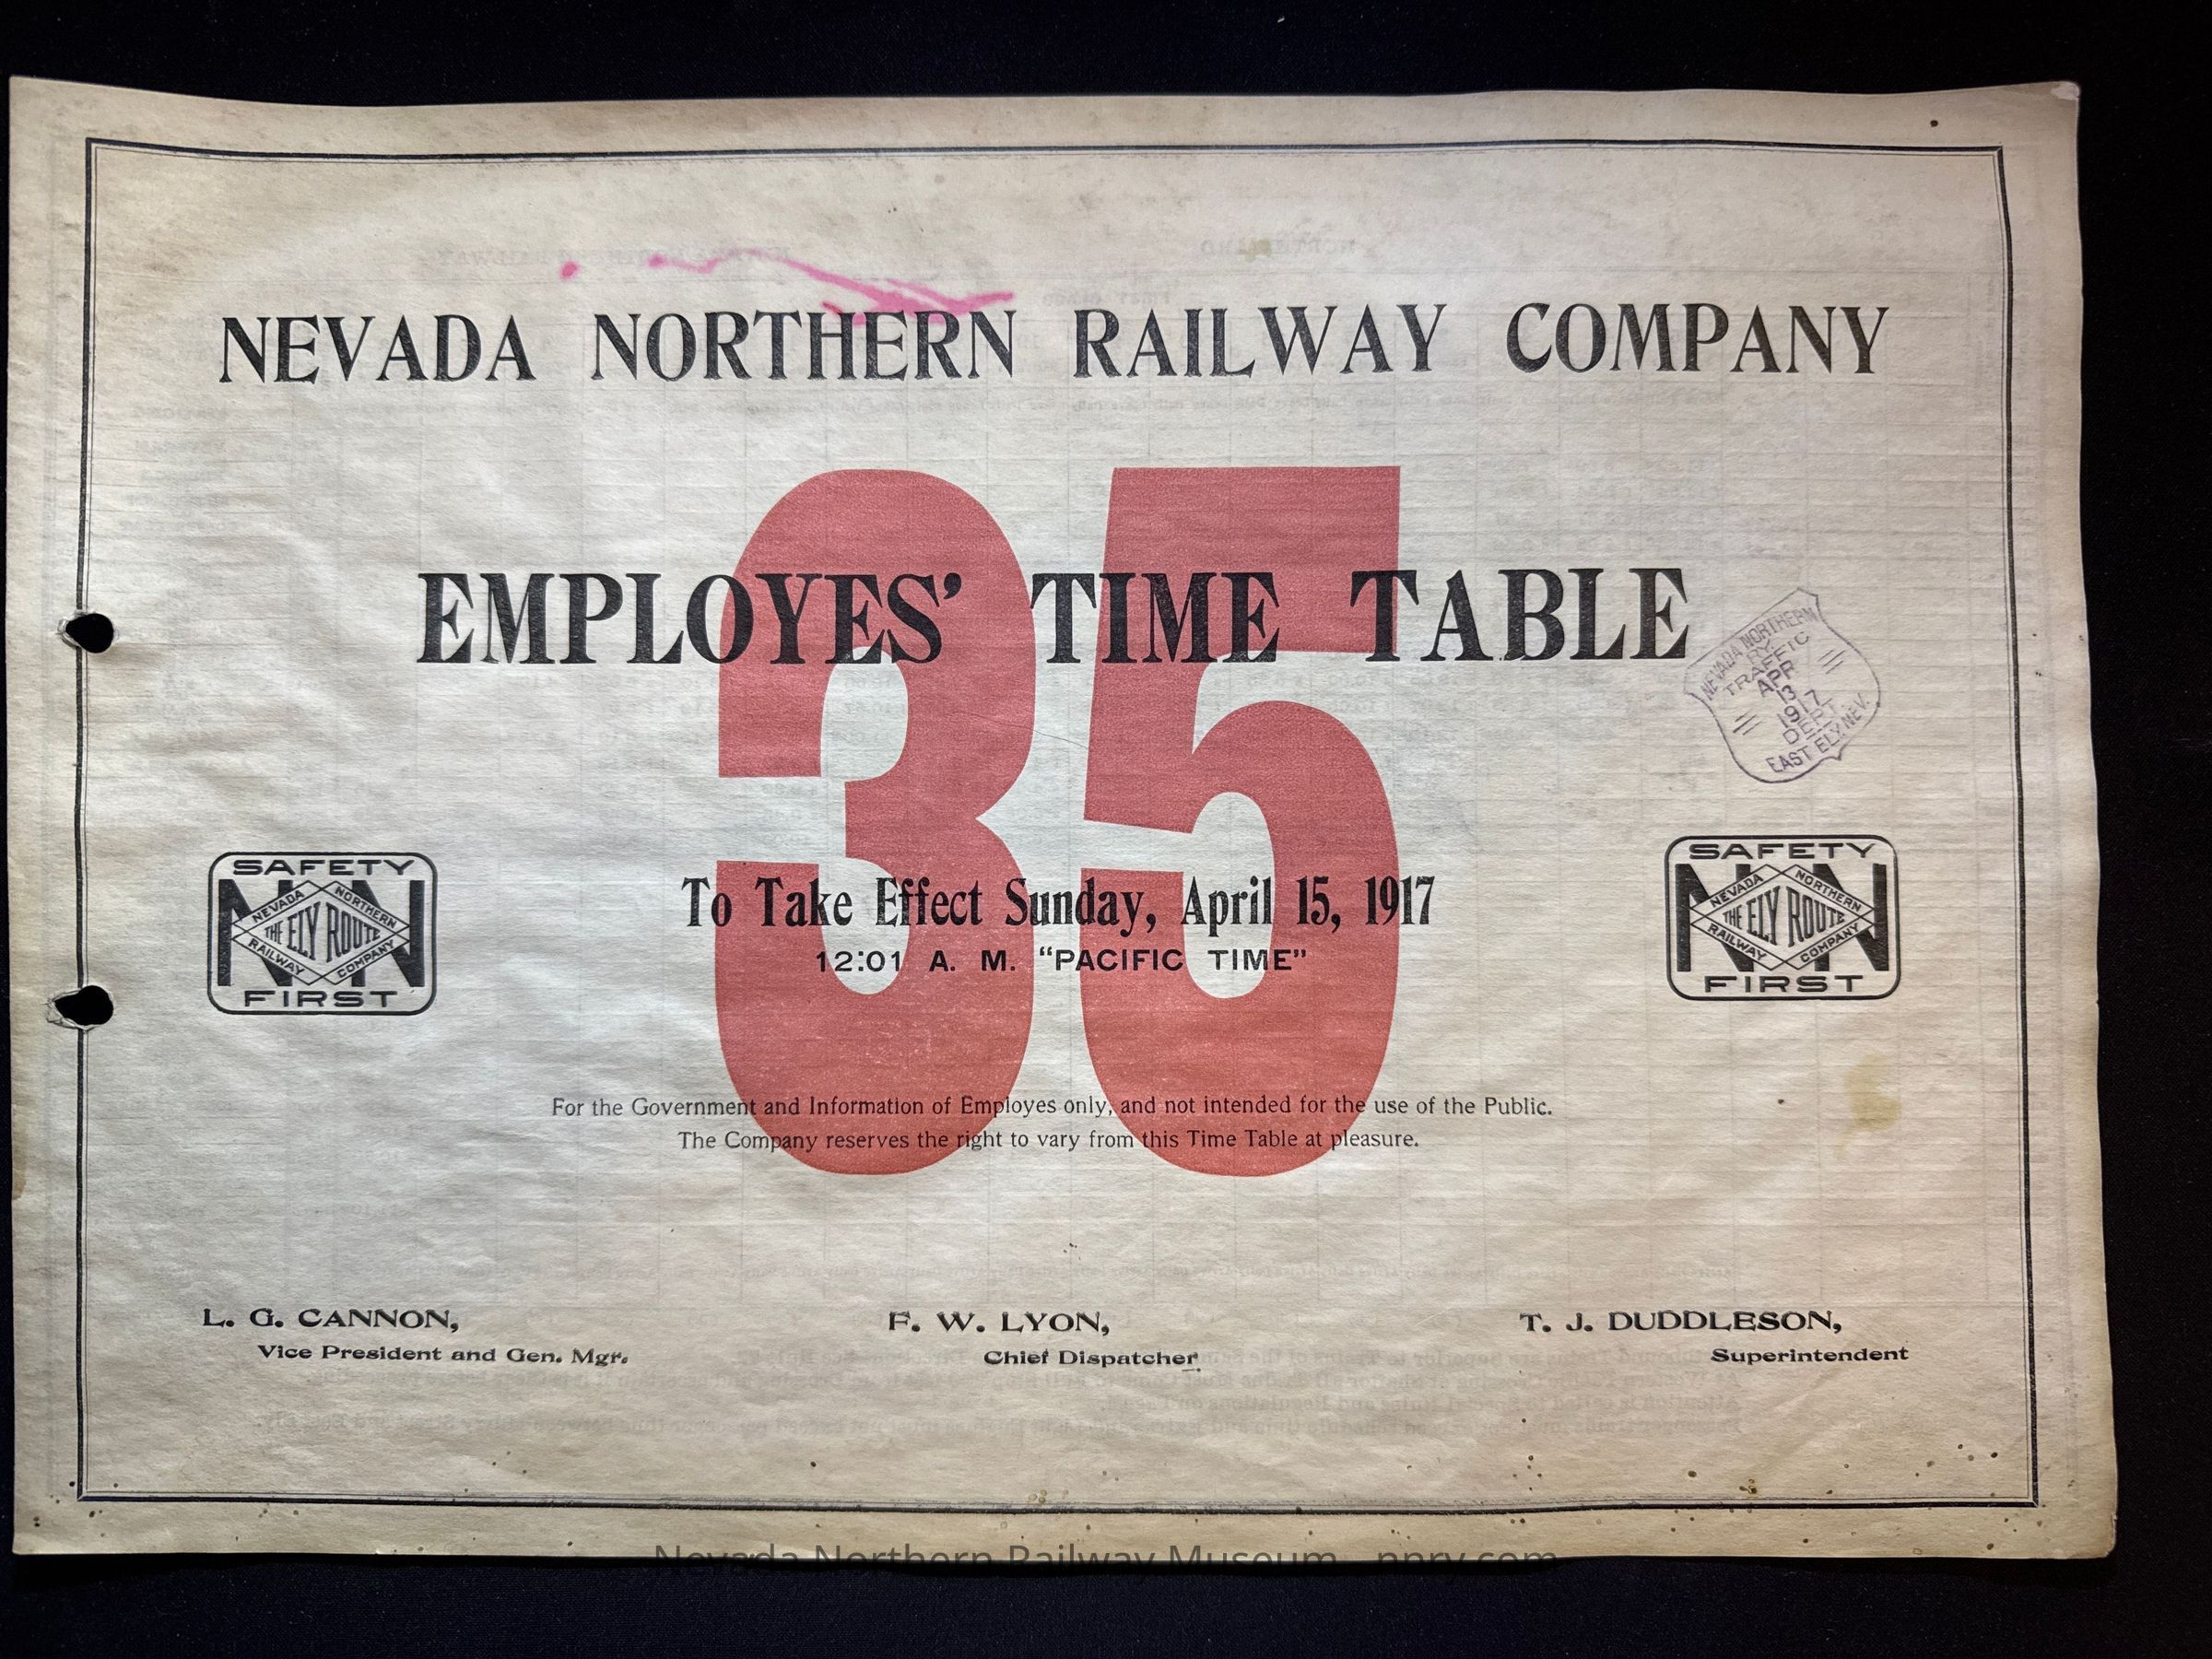 NEVADA NORTHERN RAILWAY COMPANY
35
EMPLOYES’ TIME TABLE
NEVADA NORTHERN
RY.
TRAFFIC
APR
13
1917
DEPT.
EAST ELY, NEV.
To Take Effect Sunday, April 15, 1917
12:01 A. M. “PACIFIC TIME”
SAFETY
NN
NEVADA NORTHERN
THE ELY ROUTE
RAILWAY COMPANY
FIRST
SAFETY
NN
NEVADA NORTHERN
THE ELY ROUTE
RAILWAY COMPANY
FIRST
For the Government and Information of Employes only, and not intended for the use of the Public.
The Company reserves the right to vary from this Time Table at pleasure.
L. G. CANNON,
Vice President and Gen. Mgr.
F. W. LYON,
Chief Dispatcher.
T. J. DUDDLESON,
Superintendent
Nevada Northern Railway Museum - nnry.com